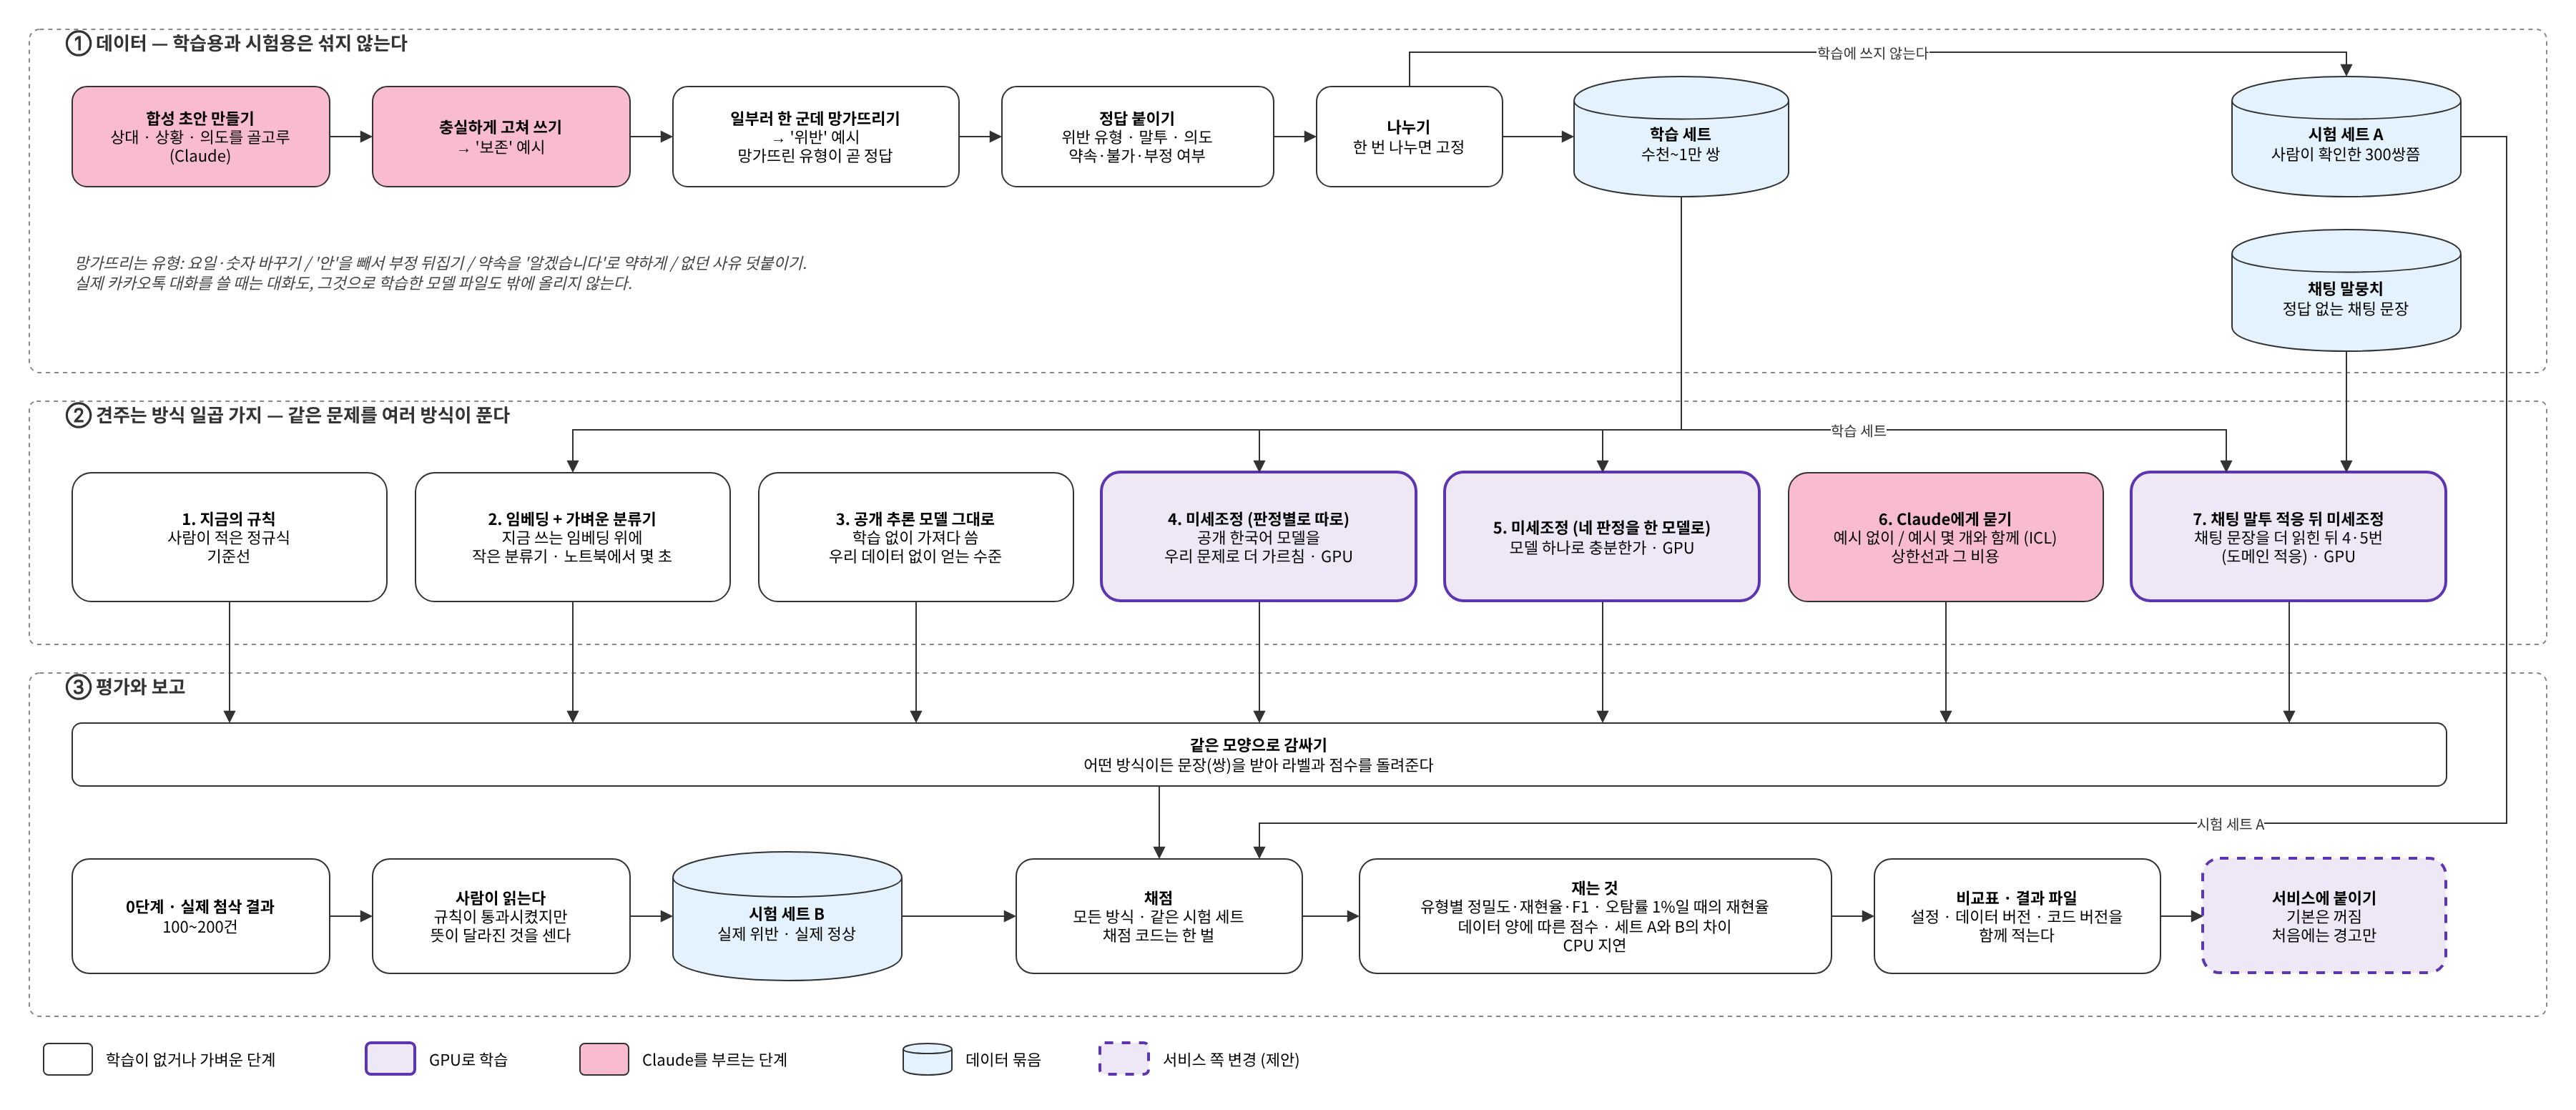 ① 데이터 — 학습용과 시험용은 섞지 않는다
학습에 쓰지 않는다
합성 초안 만들기
상대 · 상황 · 의도를 골고루
(Claude)
충실하게 고쳐 쓰기
→ '보존' 예시
일부러 한 군데 망가뜨리기
→ '위반' 예시
망가뜨린 유형이 곧 정답
정답 붙이기
위반 유형 · 말투 · 의도
약속·불가·부정 여부
나누기
한 번 나누면 고정
학습 세트
수천~1만 쌍
시험 세트 A
사람이 확인한 300쌍쯤
망가뜨리는 유형: 요일·숫자 바꾸기 / '안'을 빼서 부정 뒤집기 / 약속을 '알겠습니다'로 약하게 / 없던 사유 덧붙이기.
실제 카카오톡 대화를 쓸 때는 대화도, 그것으로 학습한 모델 파일도 밖에 올리지 않는다.
채팅 말뭉치
정답 없는 채팅 문장
② 견주는 방식 일곱 가지 — 같은 문제를 여러 방식이 푼다
학습 세트
1. 지금의 규칙
사람이 적은 정규식
기준선
2. 임베딩 + 가벼운 분류기
지금 쓰는 임베딩 위에
작은 분류기 · 노트북에서 몇 초
3. 공개 추론 모델 그대로
학습 없이 가져다 씀
우리 데이터 없이 얻는 수준
4. 미세조정 (판정별로 따로)
공개 한국어 모델을
우리 문제로 더 가르침 · GPU
5. 미세조정 (네 판정을 한 모델로)
모델 하나로 충분한가 · GPU
6. Claude에게 묻기
예시 없이 / 예시 몇 개와 함께 (ICL)
상한선과 그 비용
7. 채팅 말투 적응 뒤 미세조정
채팅 문장을 더 읽힌 뒤 4·5번
(도메인 적응) · GPU
③ 평가와 보고
같은 모양으로 감싸기
어떤 방식이든 문장(쌍)을 받아 라벨과 점수를 돌려준다
시험 세트 A
0단계 · 실제 첨삭 결과
100~200건
사람이 읽는다
규칙이 통과시켰지만
뜻이 달라진 것을 센다
시험 세트 B
실제 위반 · 실제 정상
채점
모든 방식 · 같은 시험 세트
채점 코드는 한 벌
재는 것
유형별 정밀도·재현율·F1 · 오탐률 1%일 때의 재현율
데이터 양에 따른 점수 · 세트 A와 B의 차이
CPU 지연
비교표 · 결과 파일
설정 · 데이터 버전 · 코드 버전을
함께 적는다
서비스에 붙이기
기본은 꺼짐
처음에는 경고만
학습이 없거나 가벼운 단계
GPU로 학습
Claude를 부르는 단계
데이터 묶음
서비스 쪽 변경 (제안)